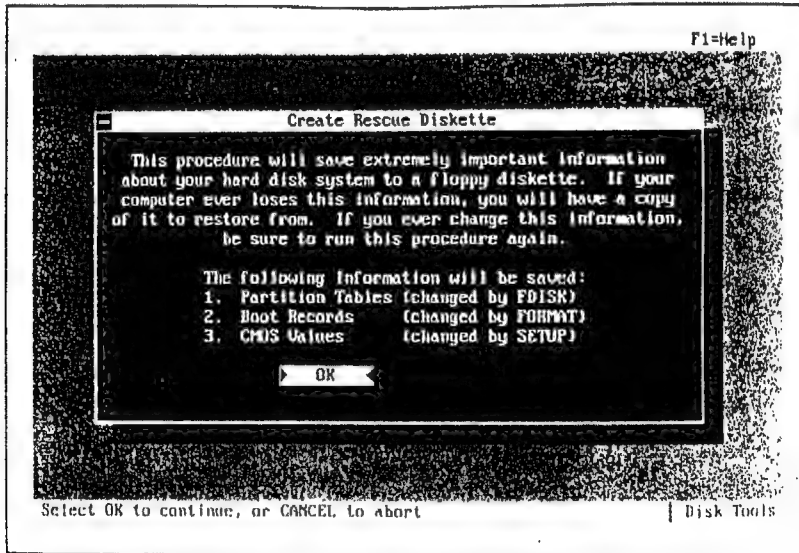 F1=Help
Create Rescue Diskette
This procedure will save extremely important information
about your hard disk system to a floppy diskette. If your
computer ever loses this information, you will have a copy
of it to restore from. If you ever change this information,
be sure to run this procedure again.
The following information will be saved:
1. Partition Tables (changed by FDISK)
2. Boot Records (changed by FORMAT)
3. CMOS Values (changed by SETUP)
OK
Select OK to continue, or CANCEL to abort
Disk Tools